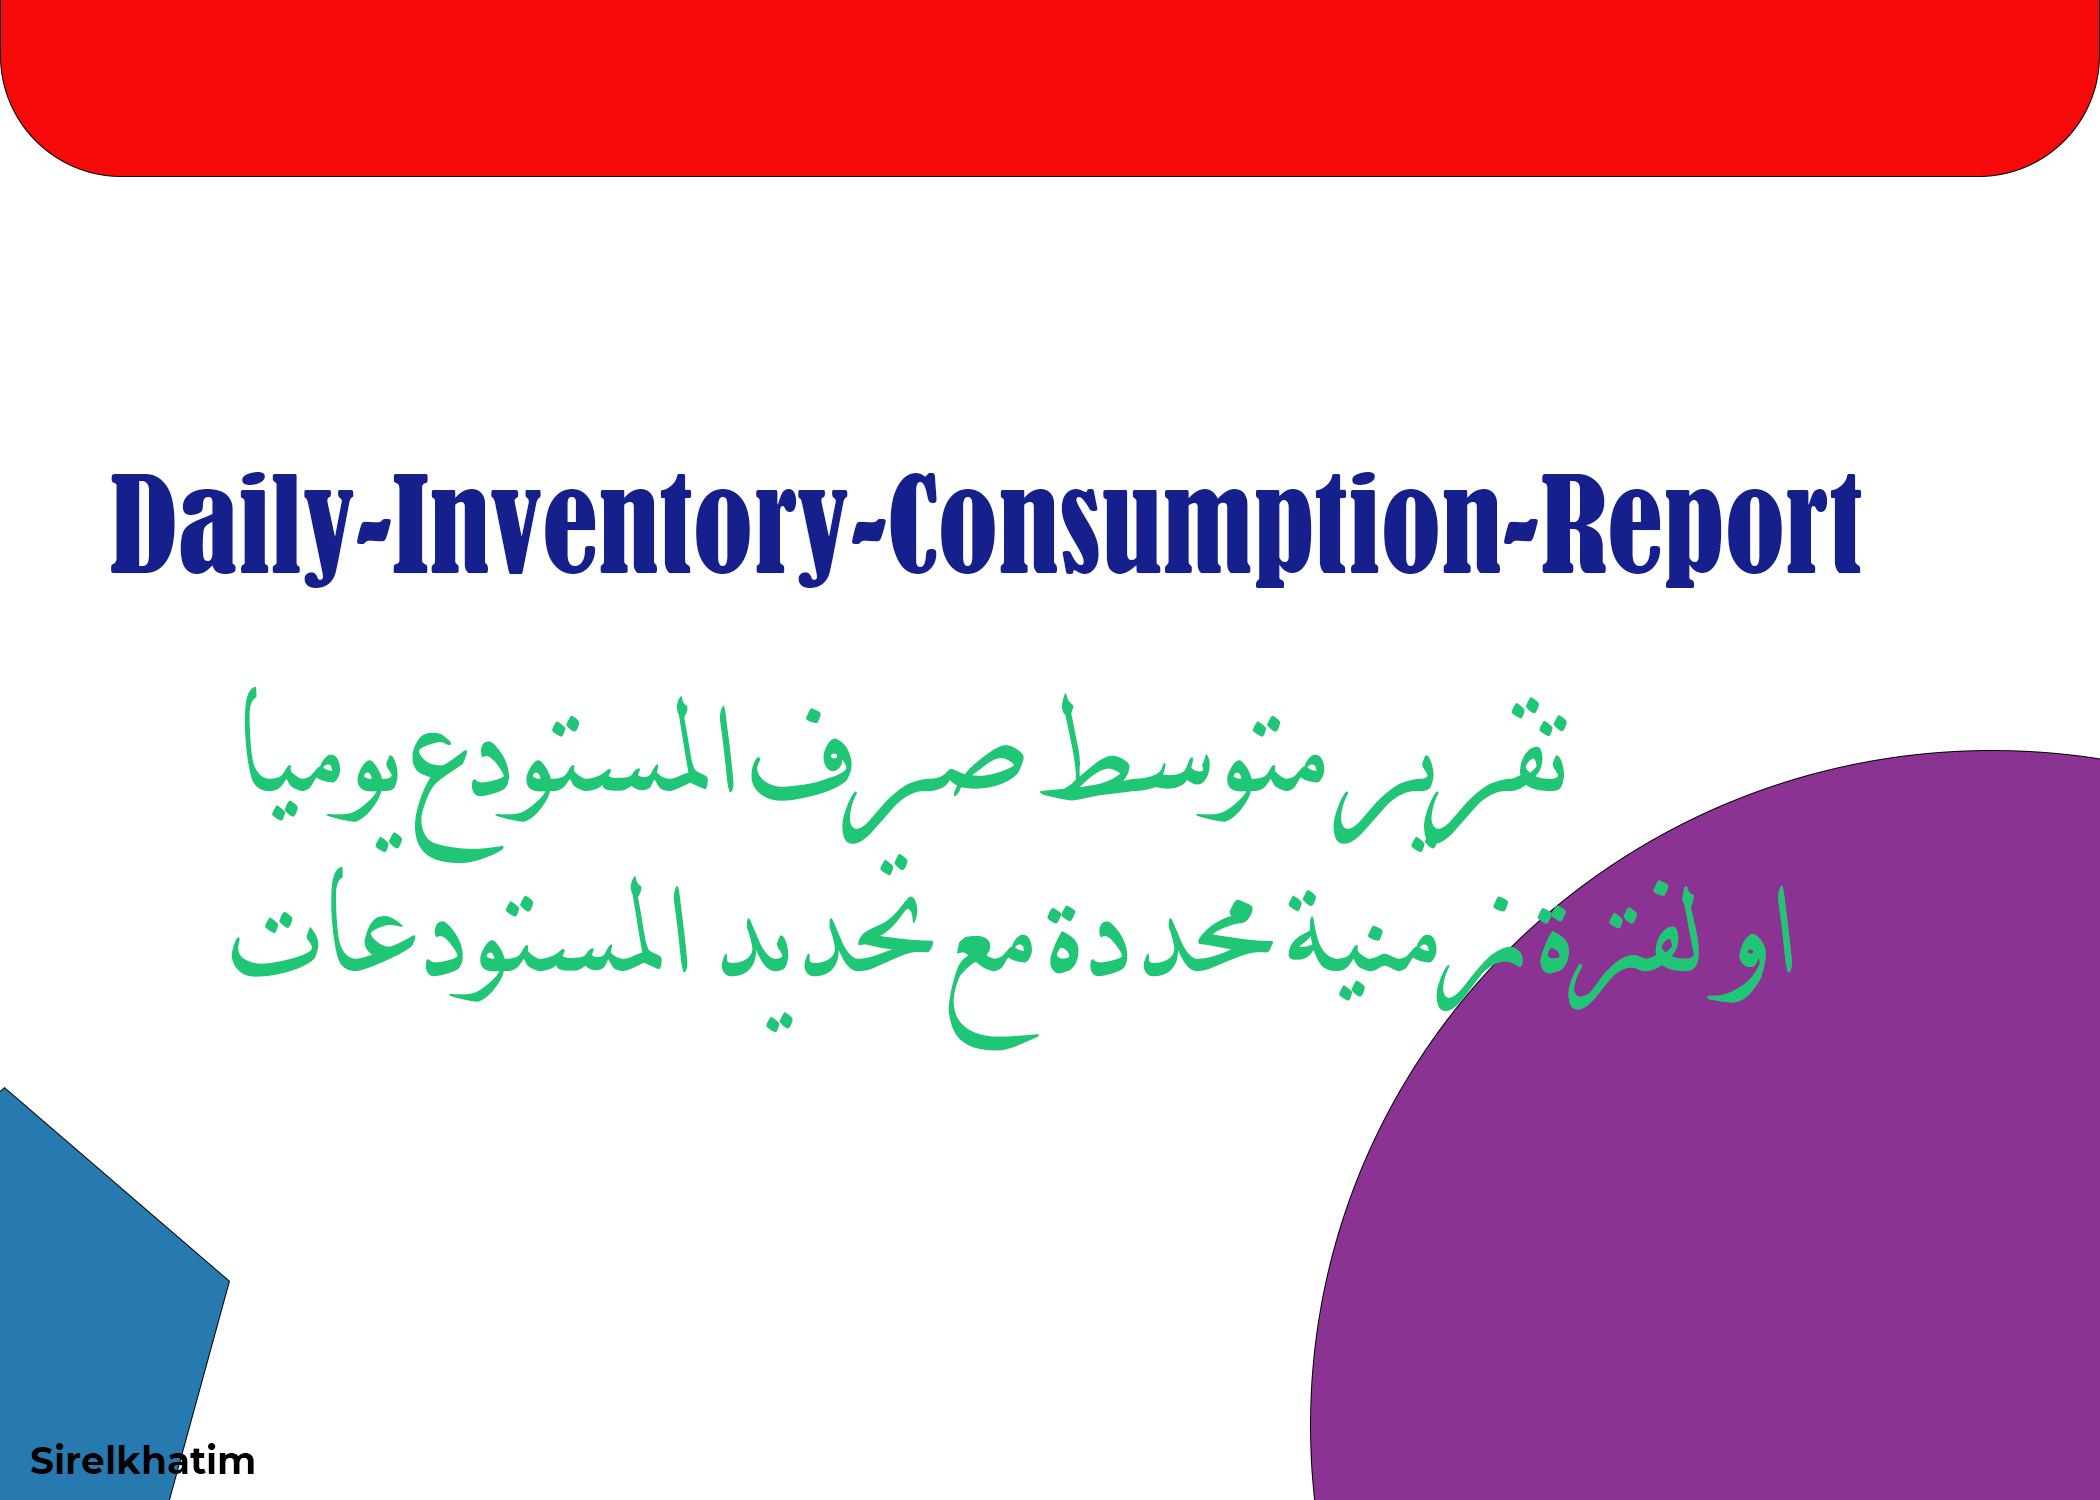 Daily-Inventory-Consumption-Report
تقرير متوسط صرف المستودع يوميا
او لفترة زمنية محددة مع تحديد المستودعات
Sirelkhatim